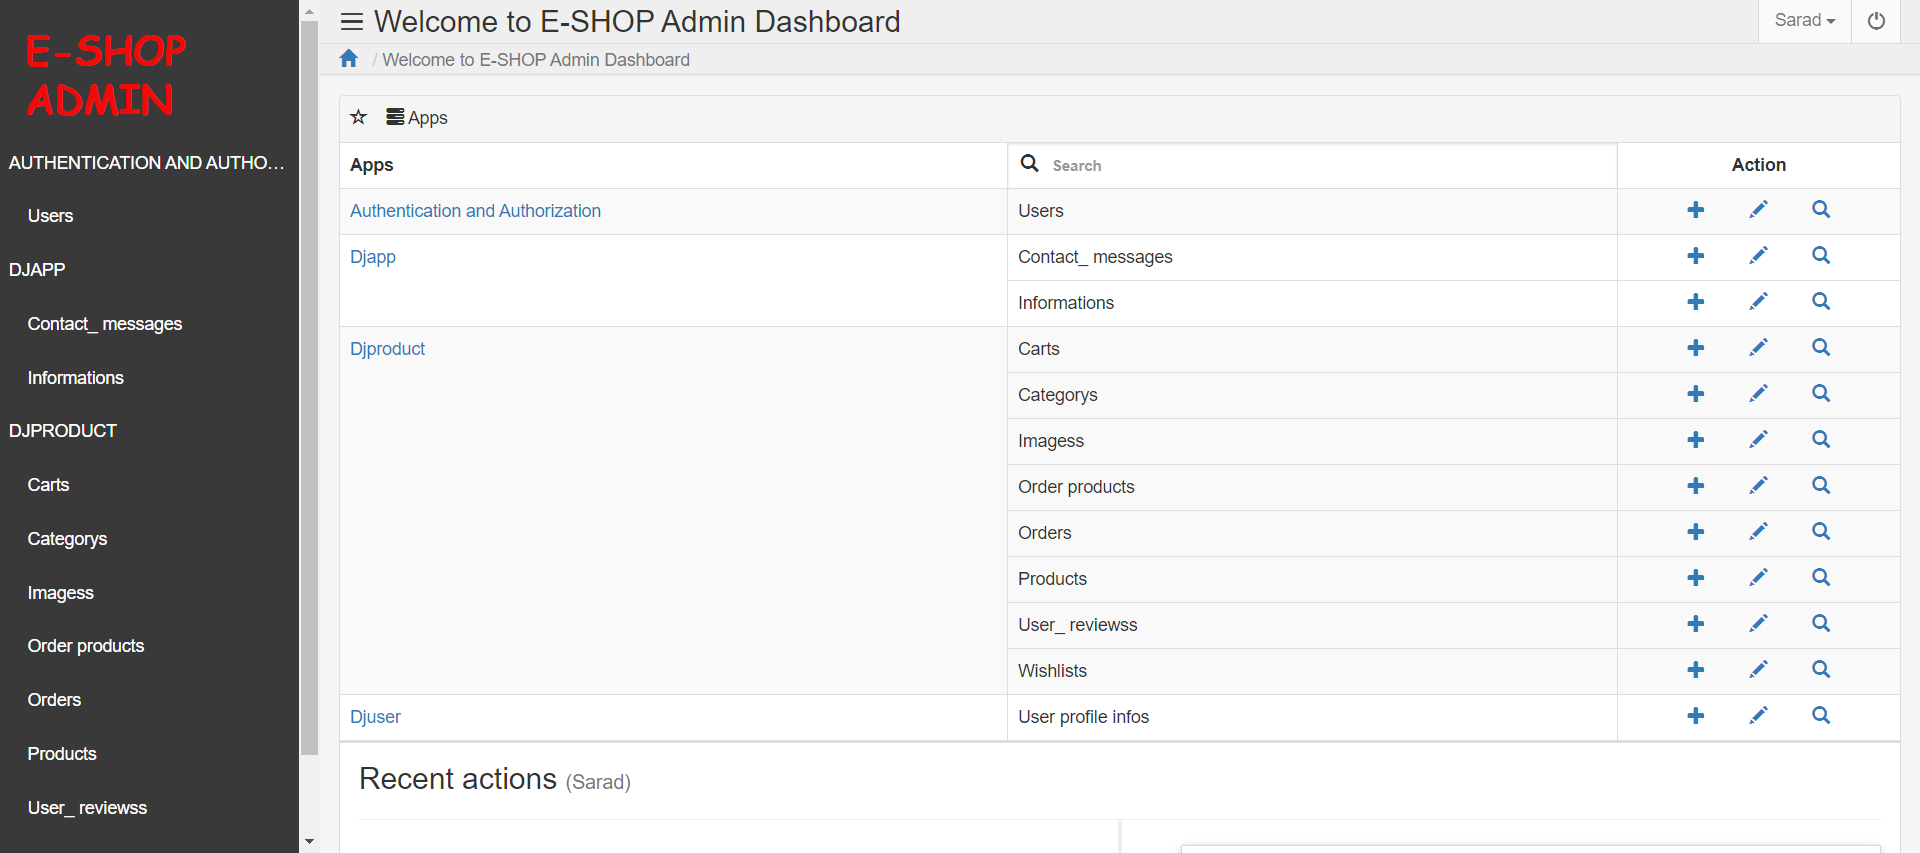 E-SHOP
ADMIN
AUTHENTICATION AND AUTHO...
Users
DJAPP
Contact_ messages
Informations
DJPRODUCT
Carts
Categorys
Imagess
Order products
Orders
Products
User_ reviewss
Welcome to E-SHOP Admin Dashboard
Sarad
/ Welcome to E-SHOP Admin Dashboard
Apps
Apps Search Action
Authentication and Authorization Users
Djapp Contact_ messages
Informations
Djproduct Carts
Categorys
Imagess
Order products
Orders
Products
User_ reviewss
Wishlists
Djuser User profile infos
Recent actions (Sarad)